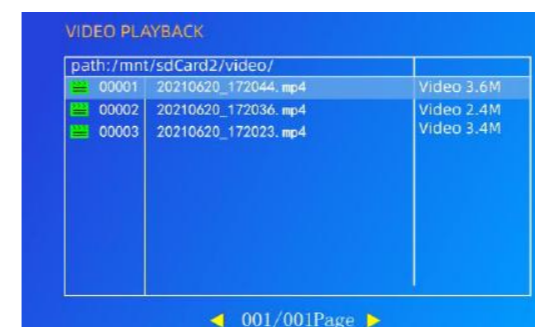 VIDEO PLAYBACK
path:/mnt/sdCard2/video/
00001 20210620_172044.mp4 Video 3.6M
00002 20210620_172036.mp4 Video 2.4M
00003 20210620_172023.mp4 Video 3.4M
001/001Page